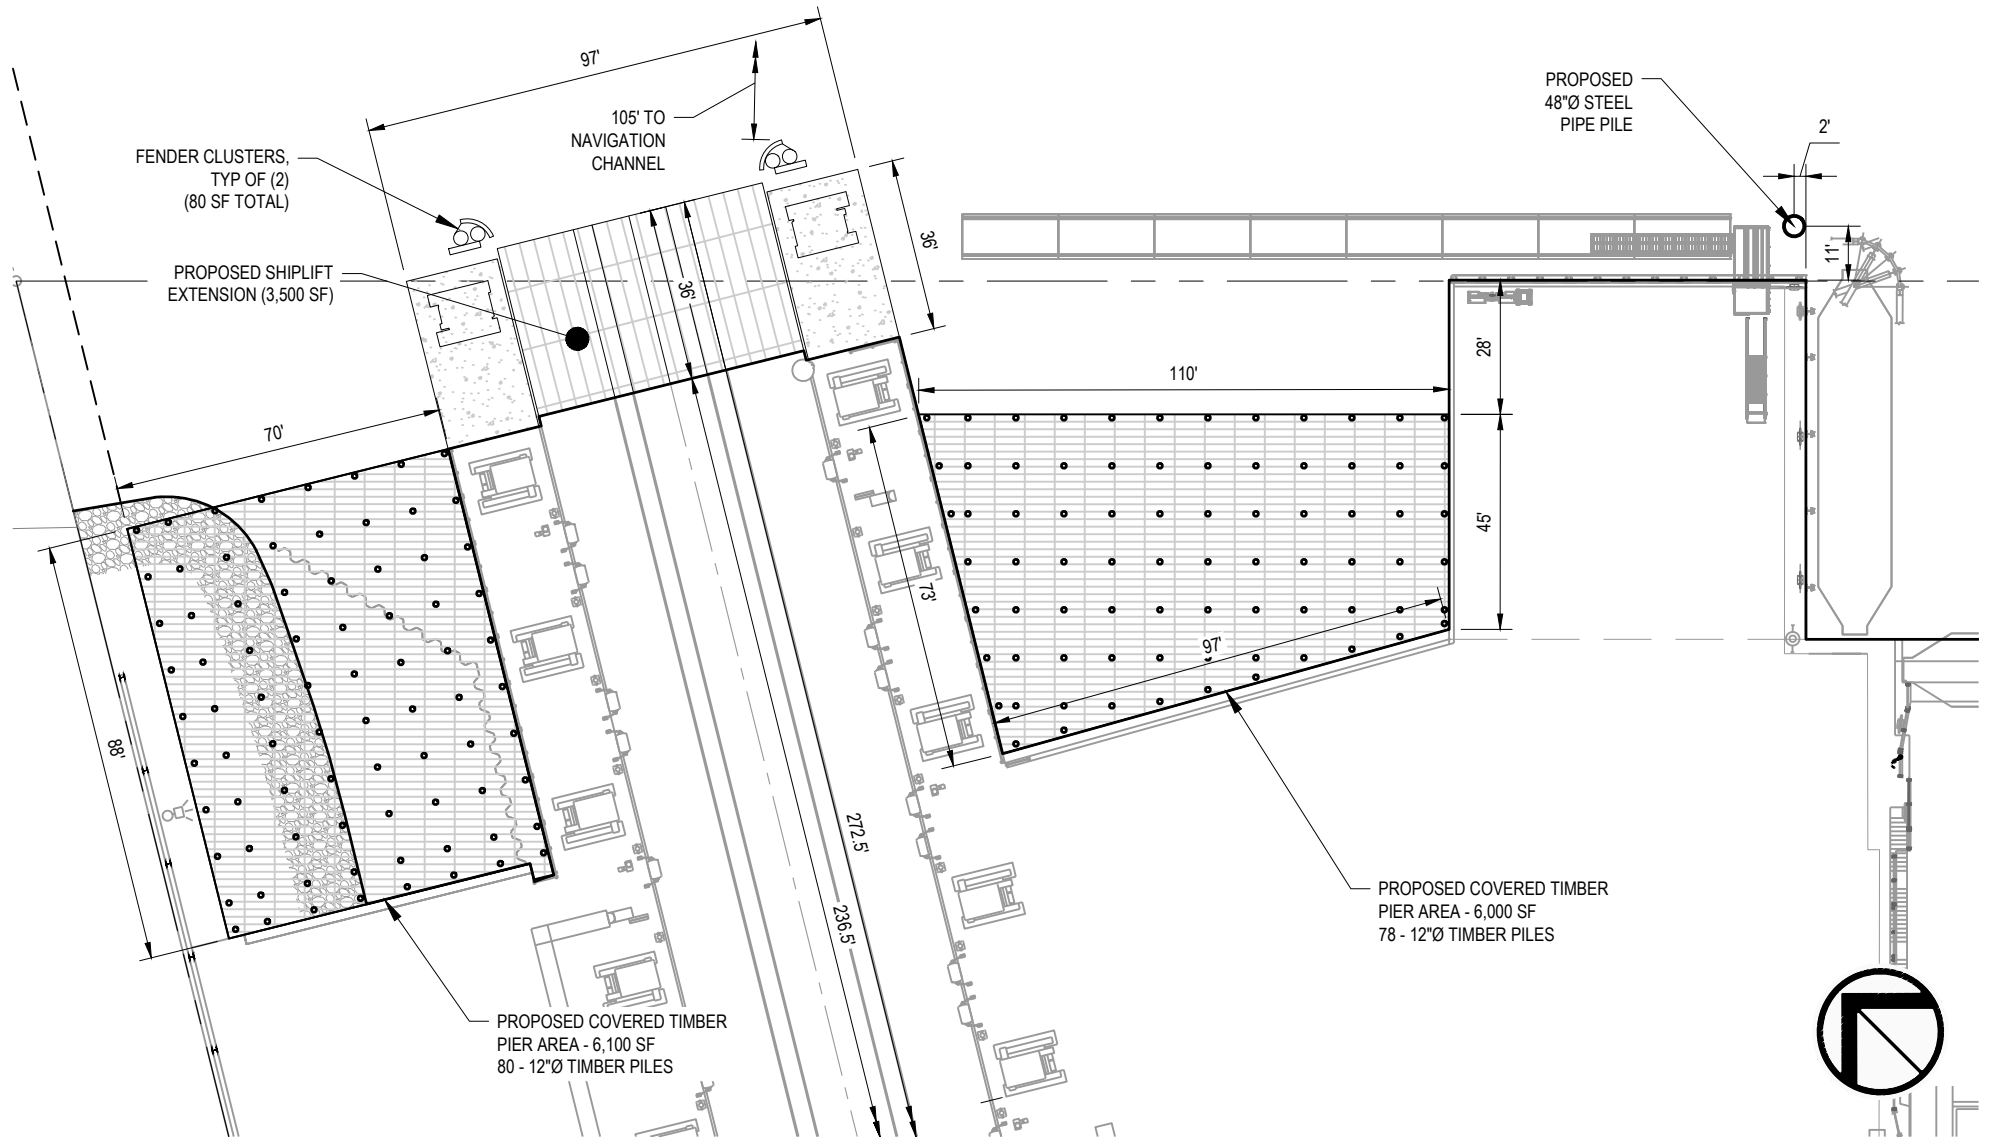 97'
105' TO
NAVIGATION
CHANNEL
FENDER CLUSTERS,
TYP OF (2)
(80 SF TOTAL)
PROPOSED SHIPLIFT
EXTENSION (3,500 SF)
PROPOSED
48"Ø STEEL
PIPE PILE
2'
11'
36'
36'
28'
110'
45'
70'
73'
97'
88'
272.5'
236.5'
PROPOSED COVERED TIMBER
PIER AREA - 6,000 SF
78 - 12"Ø TIMBER PILES
PROPOSED COVERED TIMBER
PIER AREA - 6,100 SF
80 - 12"Ø TIMBER PILES